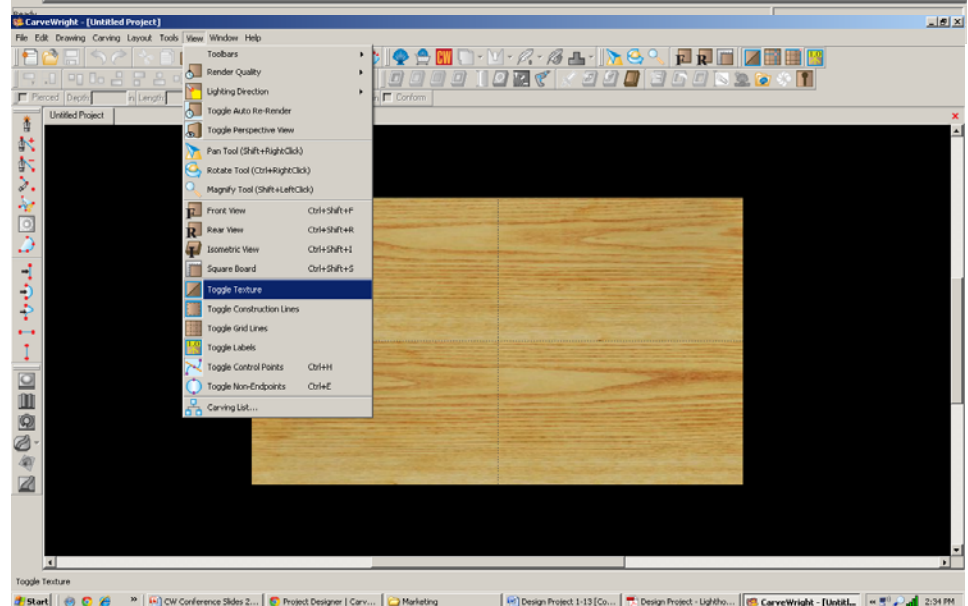 Ready
CarveWright - [Untitled Project]
File Edit Drawing Carving Layout Tools View Window Help
Pierced Depth in Length Conform
Untitled Project
Toolbars
Render Quality
Lighting Direction
Toggle Auto Re-Render
Toggle Perspective View
Pan Tool (Shift+RightClick)
Rotate Tool (Ctrl+RightClick)
Magnify Tool (Shift+LeftClick)
Front View Ctrl+Shift+F
Rear View Ctrl+Shift+R
Isometric View Ctrl+Shift+I
Square Board Ctrl+Shift+S
Toggle Texture
Toggle Construction Lines
Toggle Grid Lines
Toggle Labels
Toggle Control Points Ctrl+H
Toggle Non-Endpoints Ctrl+E
Carving List...
Toggle Texture
Start CW Conference Slides 2... Project Designer | Carv... Marketing Design Project 1-13 [Co... Design Project - Lightho... CarveWright - [Untitl... 2:34 PM